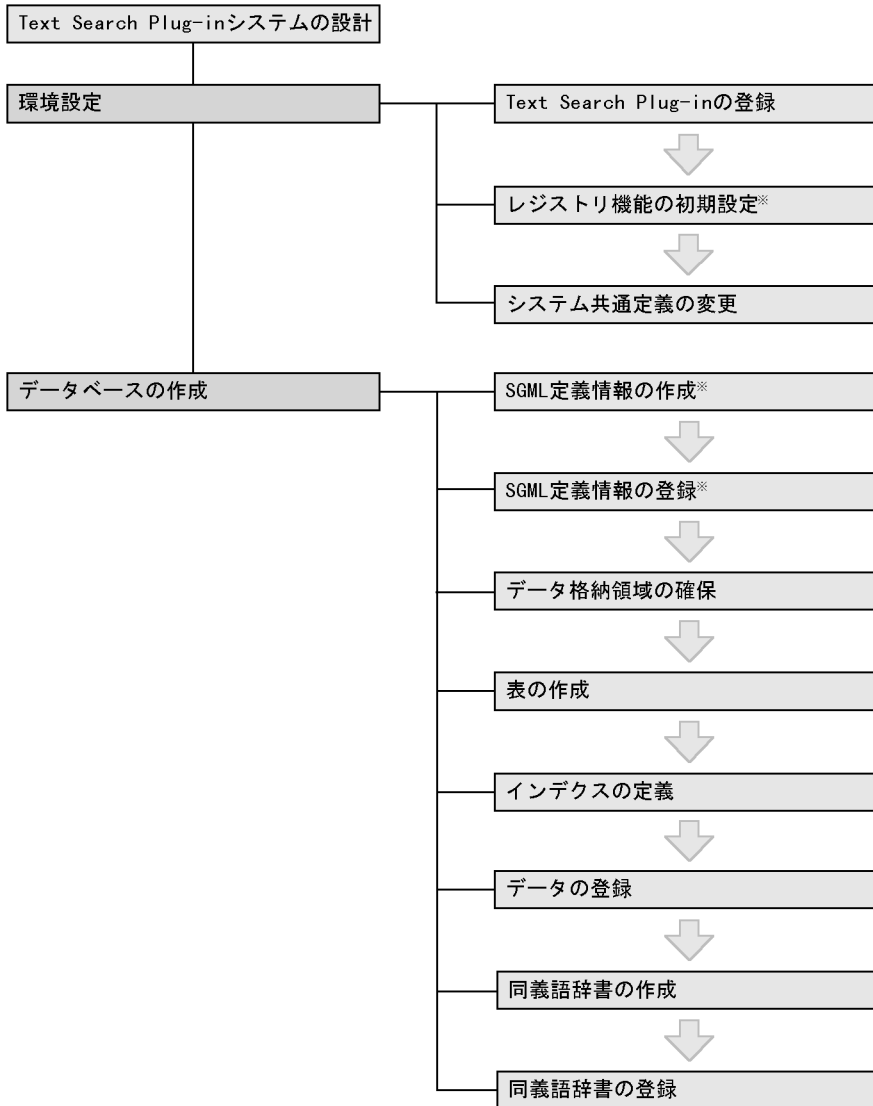 Text Search Plug-inシステムの設計
環境設定
Text Search Plug-inの登録
レジストリ機能の初期設定※
システム共通定義の変更
データベースの作成
SGML定義情報の作成※
SGML定義情報の登録※
データ格納領域の確保
表の作成
インデクスの定義
データの登録
同義語辞書の作成
同義語辞書の登録